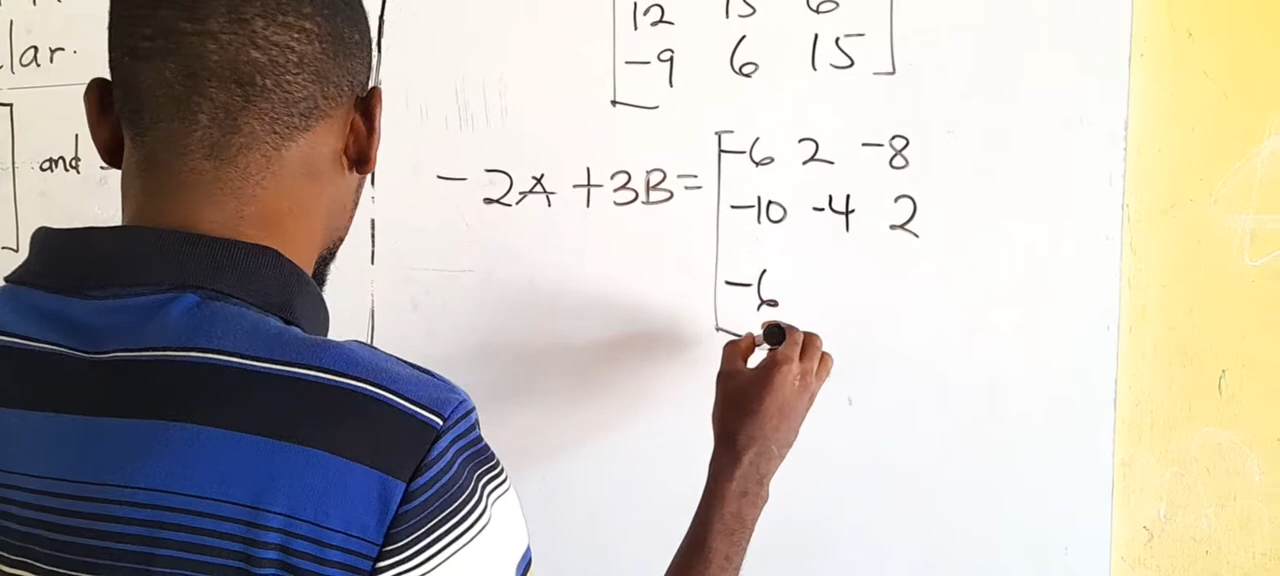 lar.
and
12 15 6
-9 6 15
-2A +3B=
-6 2 -8
-10 -4 2
-6